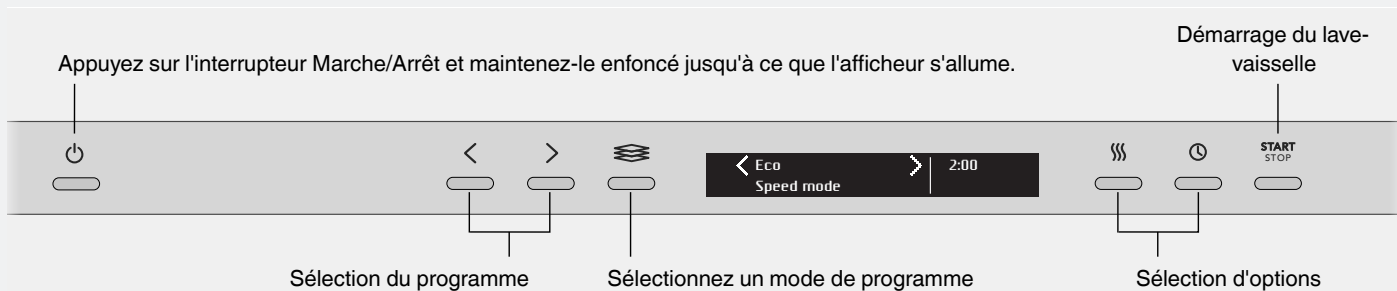 Démarrage du lave-
vaisselle
Appuyez sur l'interrupteur Marche/Arrêt et maintenez-le enfoncé jusqu'à ce que l'afficheur s'allume.
START
STOP
Eco 2:00
Speed mode
Sélection du programme
Sélectionnez un mode de programme
Sélection d'options